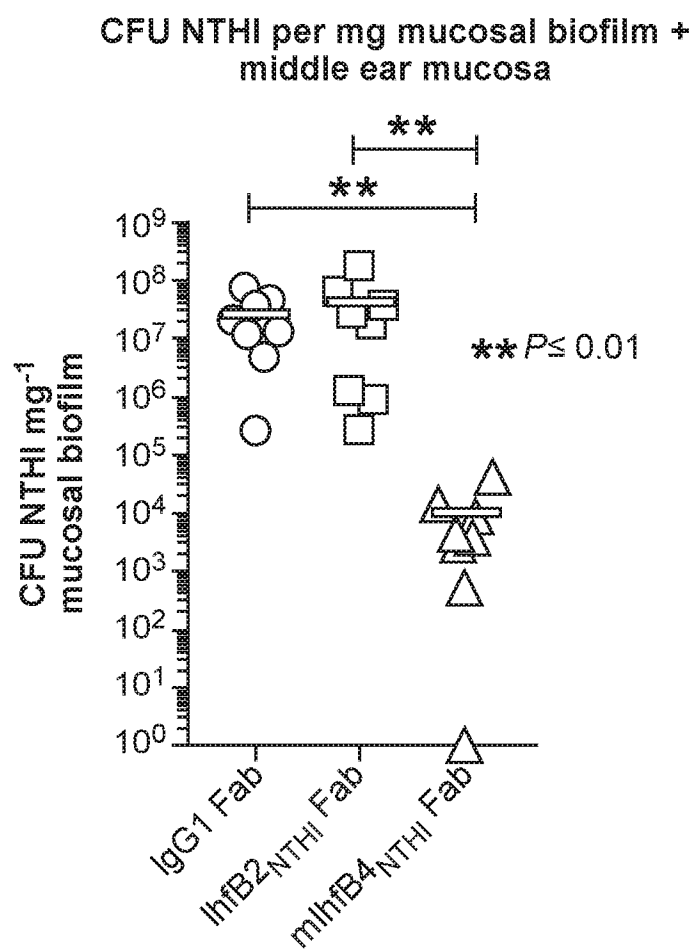 CFU NTHI per mg mucosal biofilm +
middle ear mucosa
**
**
10⁹
10⁸
10⁷
10⁶
10⁵
10⁴
10³
10²
10¹
10⁰
CFU NTHI mg⁻¹
mucosal biofilm
** P≤ 0.01
IgG1 Fab
IhfB2NTHI Fab
mIhfB4NTHI Fab